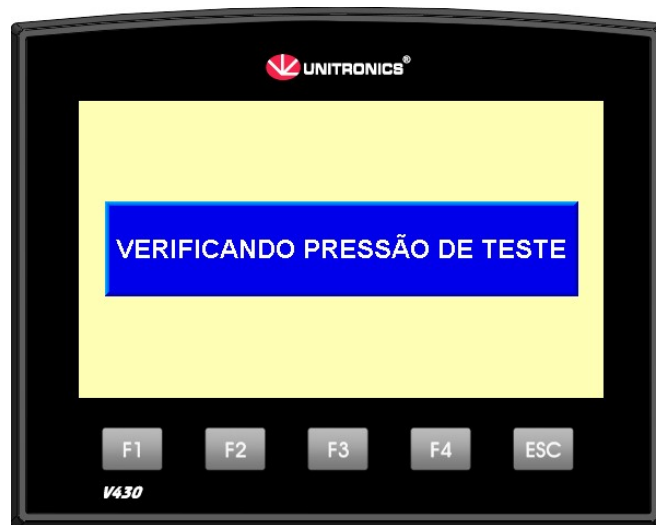 UNITRONICS®
VERIFICANDO PRESSÃO DE TESTE
F1 F2 F3 F4 ESC
V430